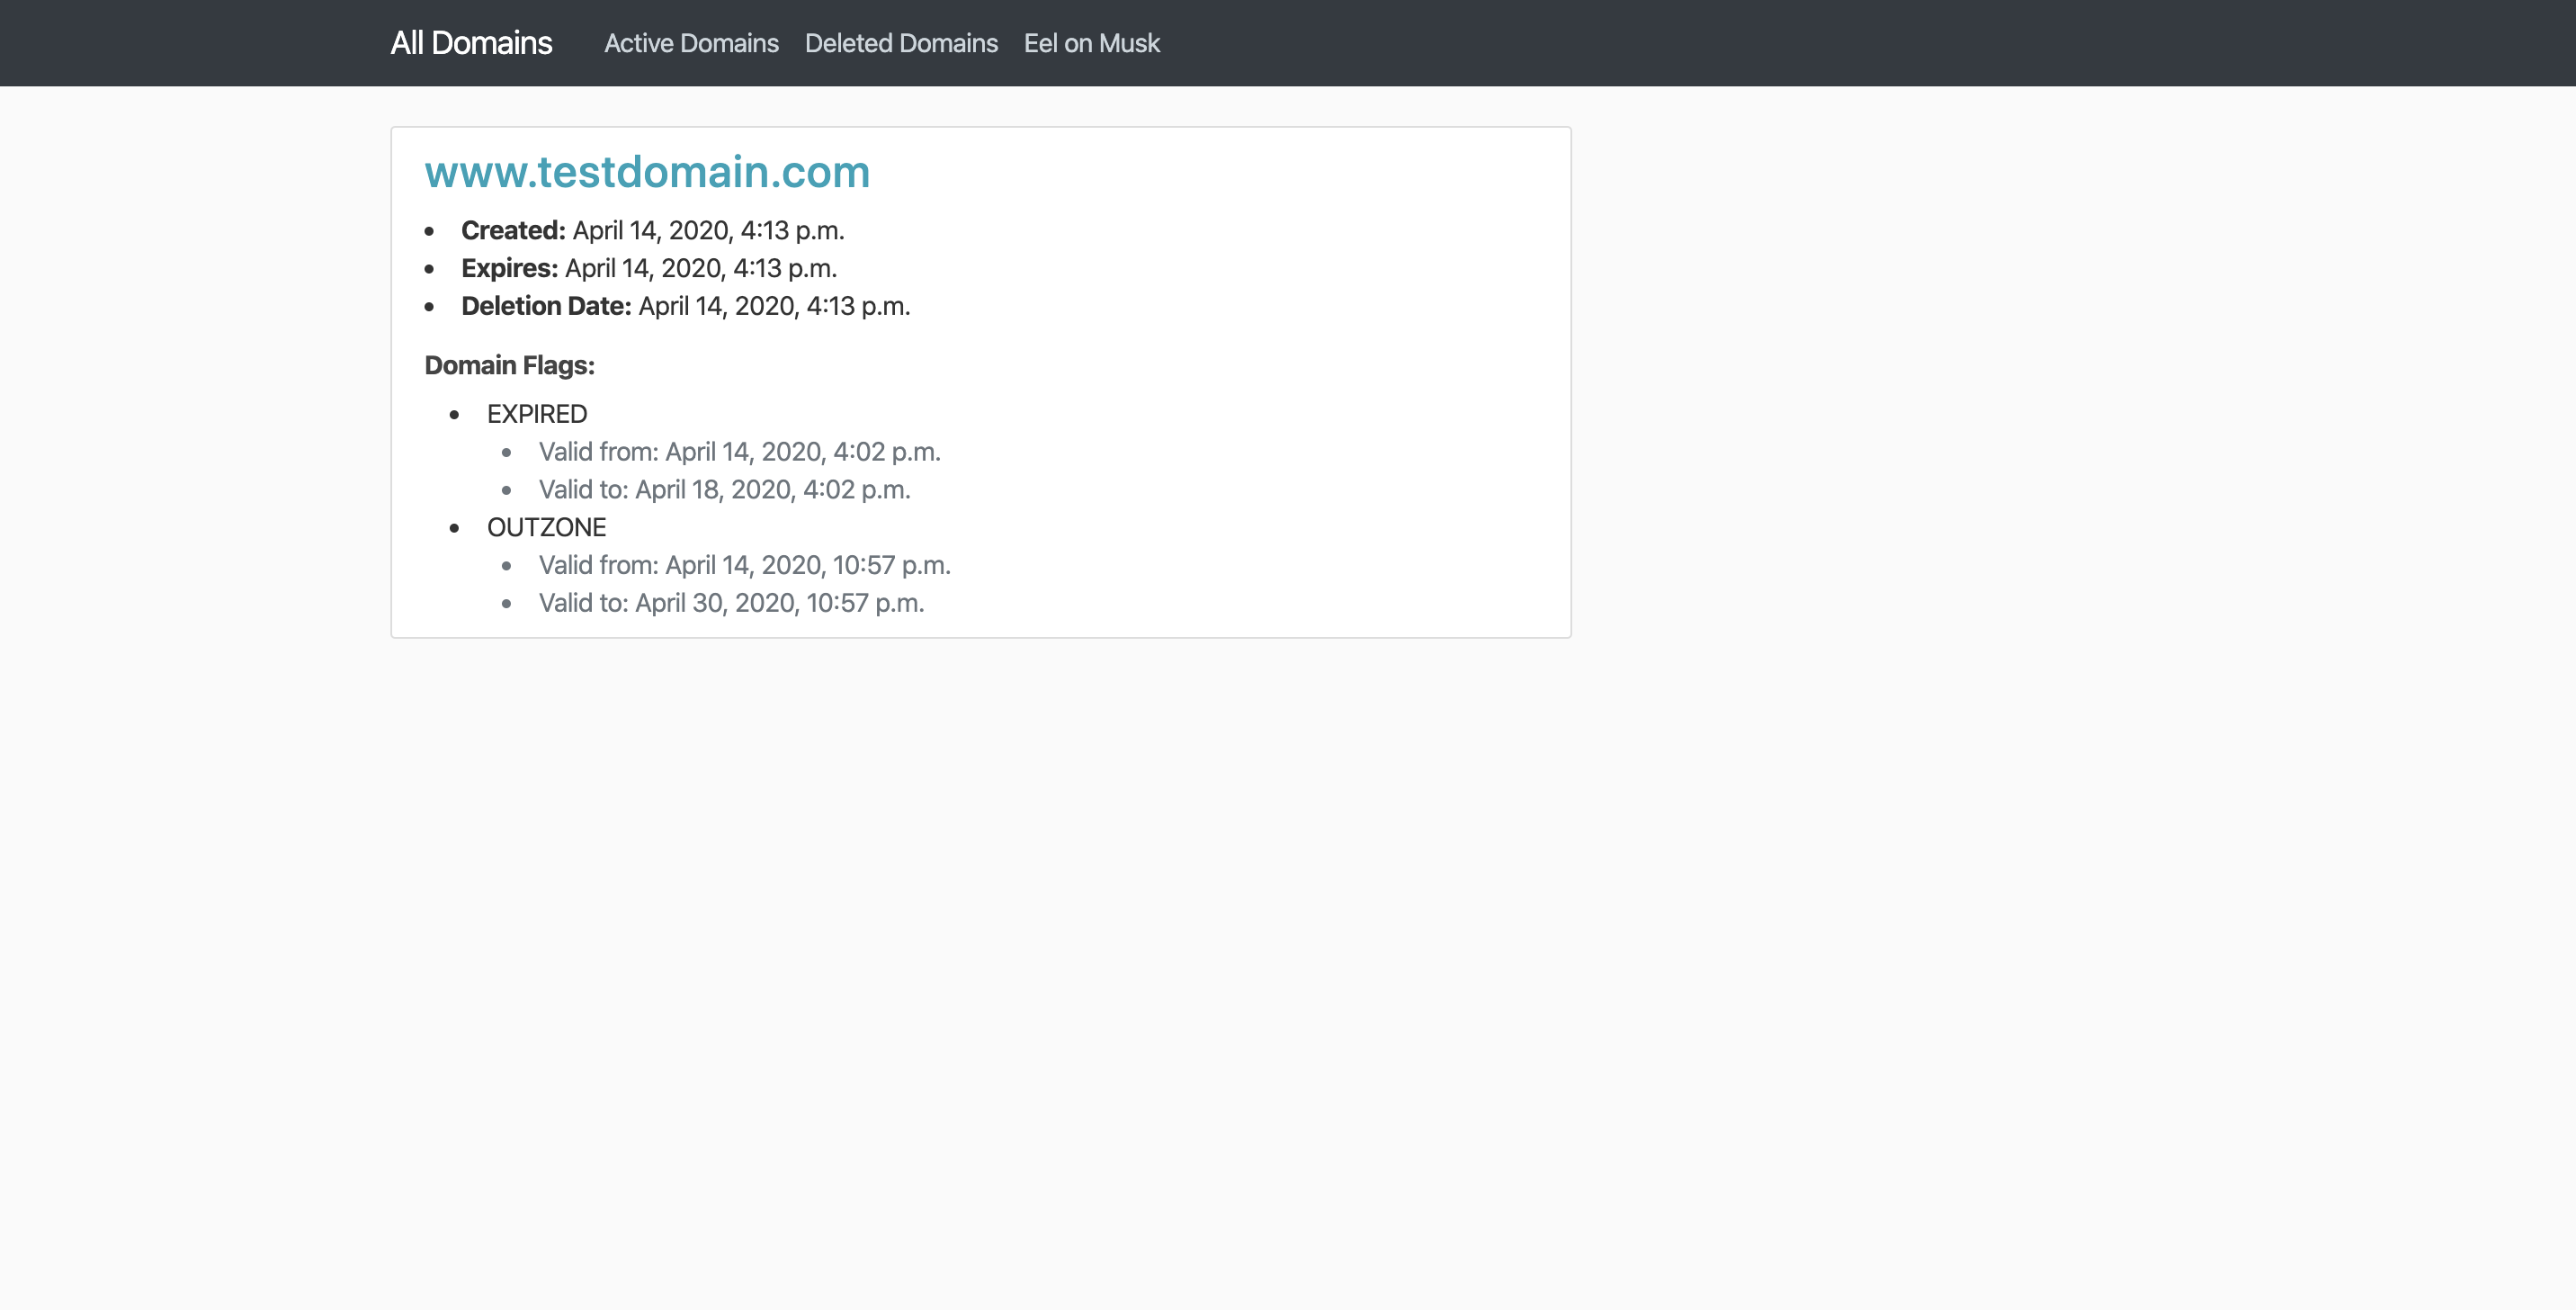 All Domains Active Domains Deleted Domains Eel on Musk
www.testdomain.com
Created: April 14, 2020, 4:13 p.m.
Expires: April 14, 2020, 4:13 p.m.
Deletion Date: April 14, 2020, 4:13 p.m.
Domain Flags:
EXPIRED
Valid from: April 14, 2020, 4:02 p.m.
Valid to: April 18, 2020, 4:02 p.m.
OUTZONE
Valid from: April 14, 2020, 10:57 p.m.
Valid to: April 30, 2020, 10:57 p.m.